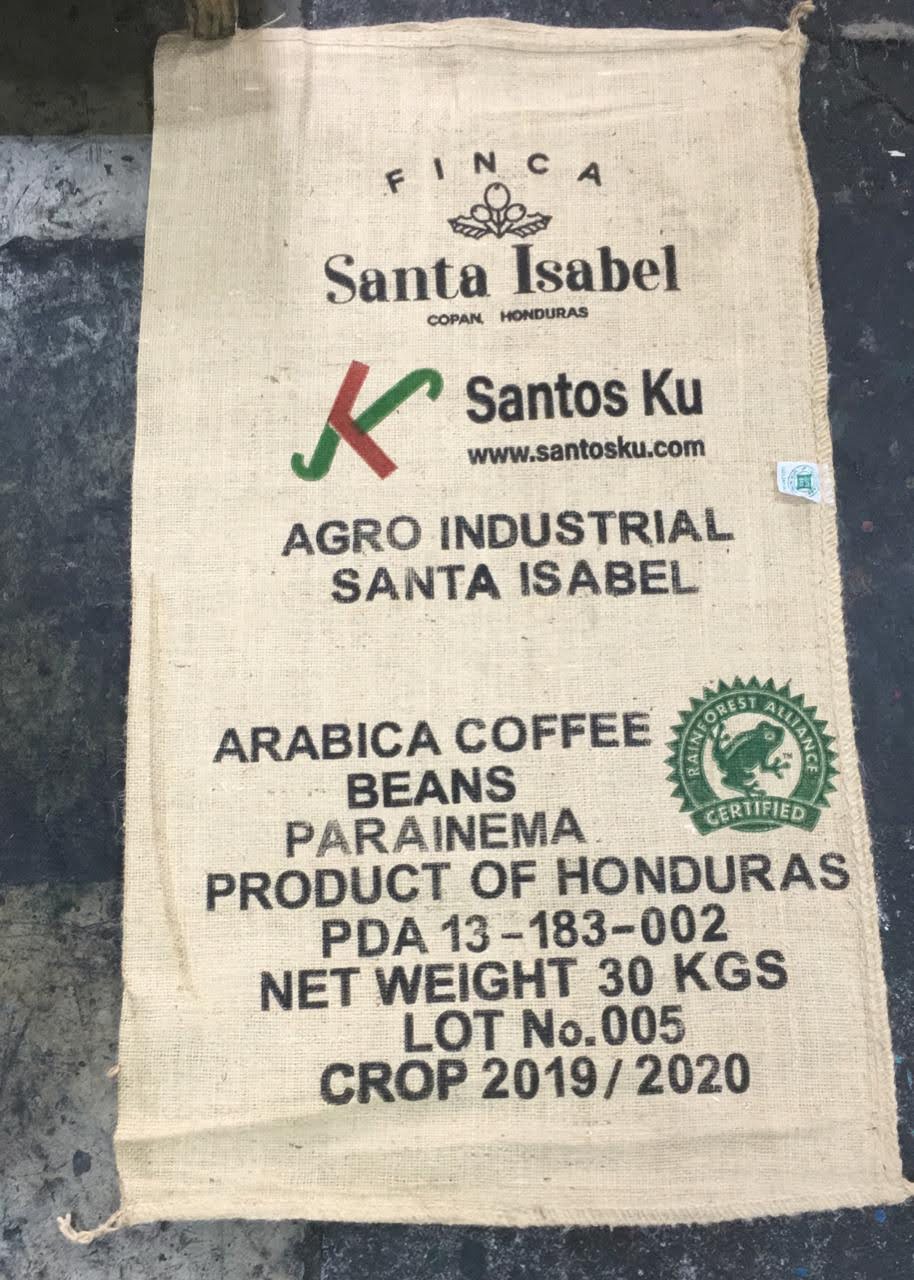 FINCA
Santa Isabel
COPAN, HONDURAS
Santos Ku
www.santosku.com
AGRO INDUSTRIAL
SANTA ISABEL
ARABICA COFFEE
BEANS
PARAINEMA
PRODUCT OF HONDURAS
PDA 13-183-002
NET WEIGHT 30 KGS
LOT No.005
CROP 2019/2020
RAINFOREST ALLIANCE
TM
CERTIFIED